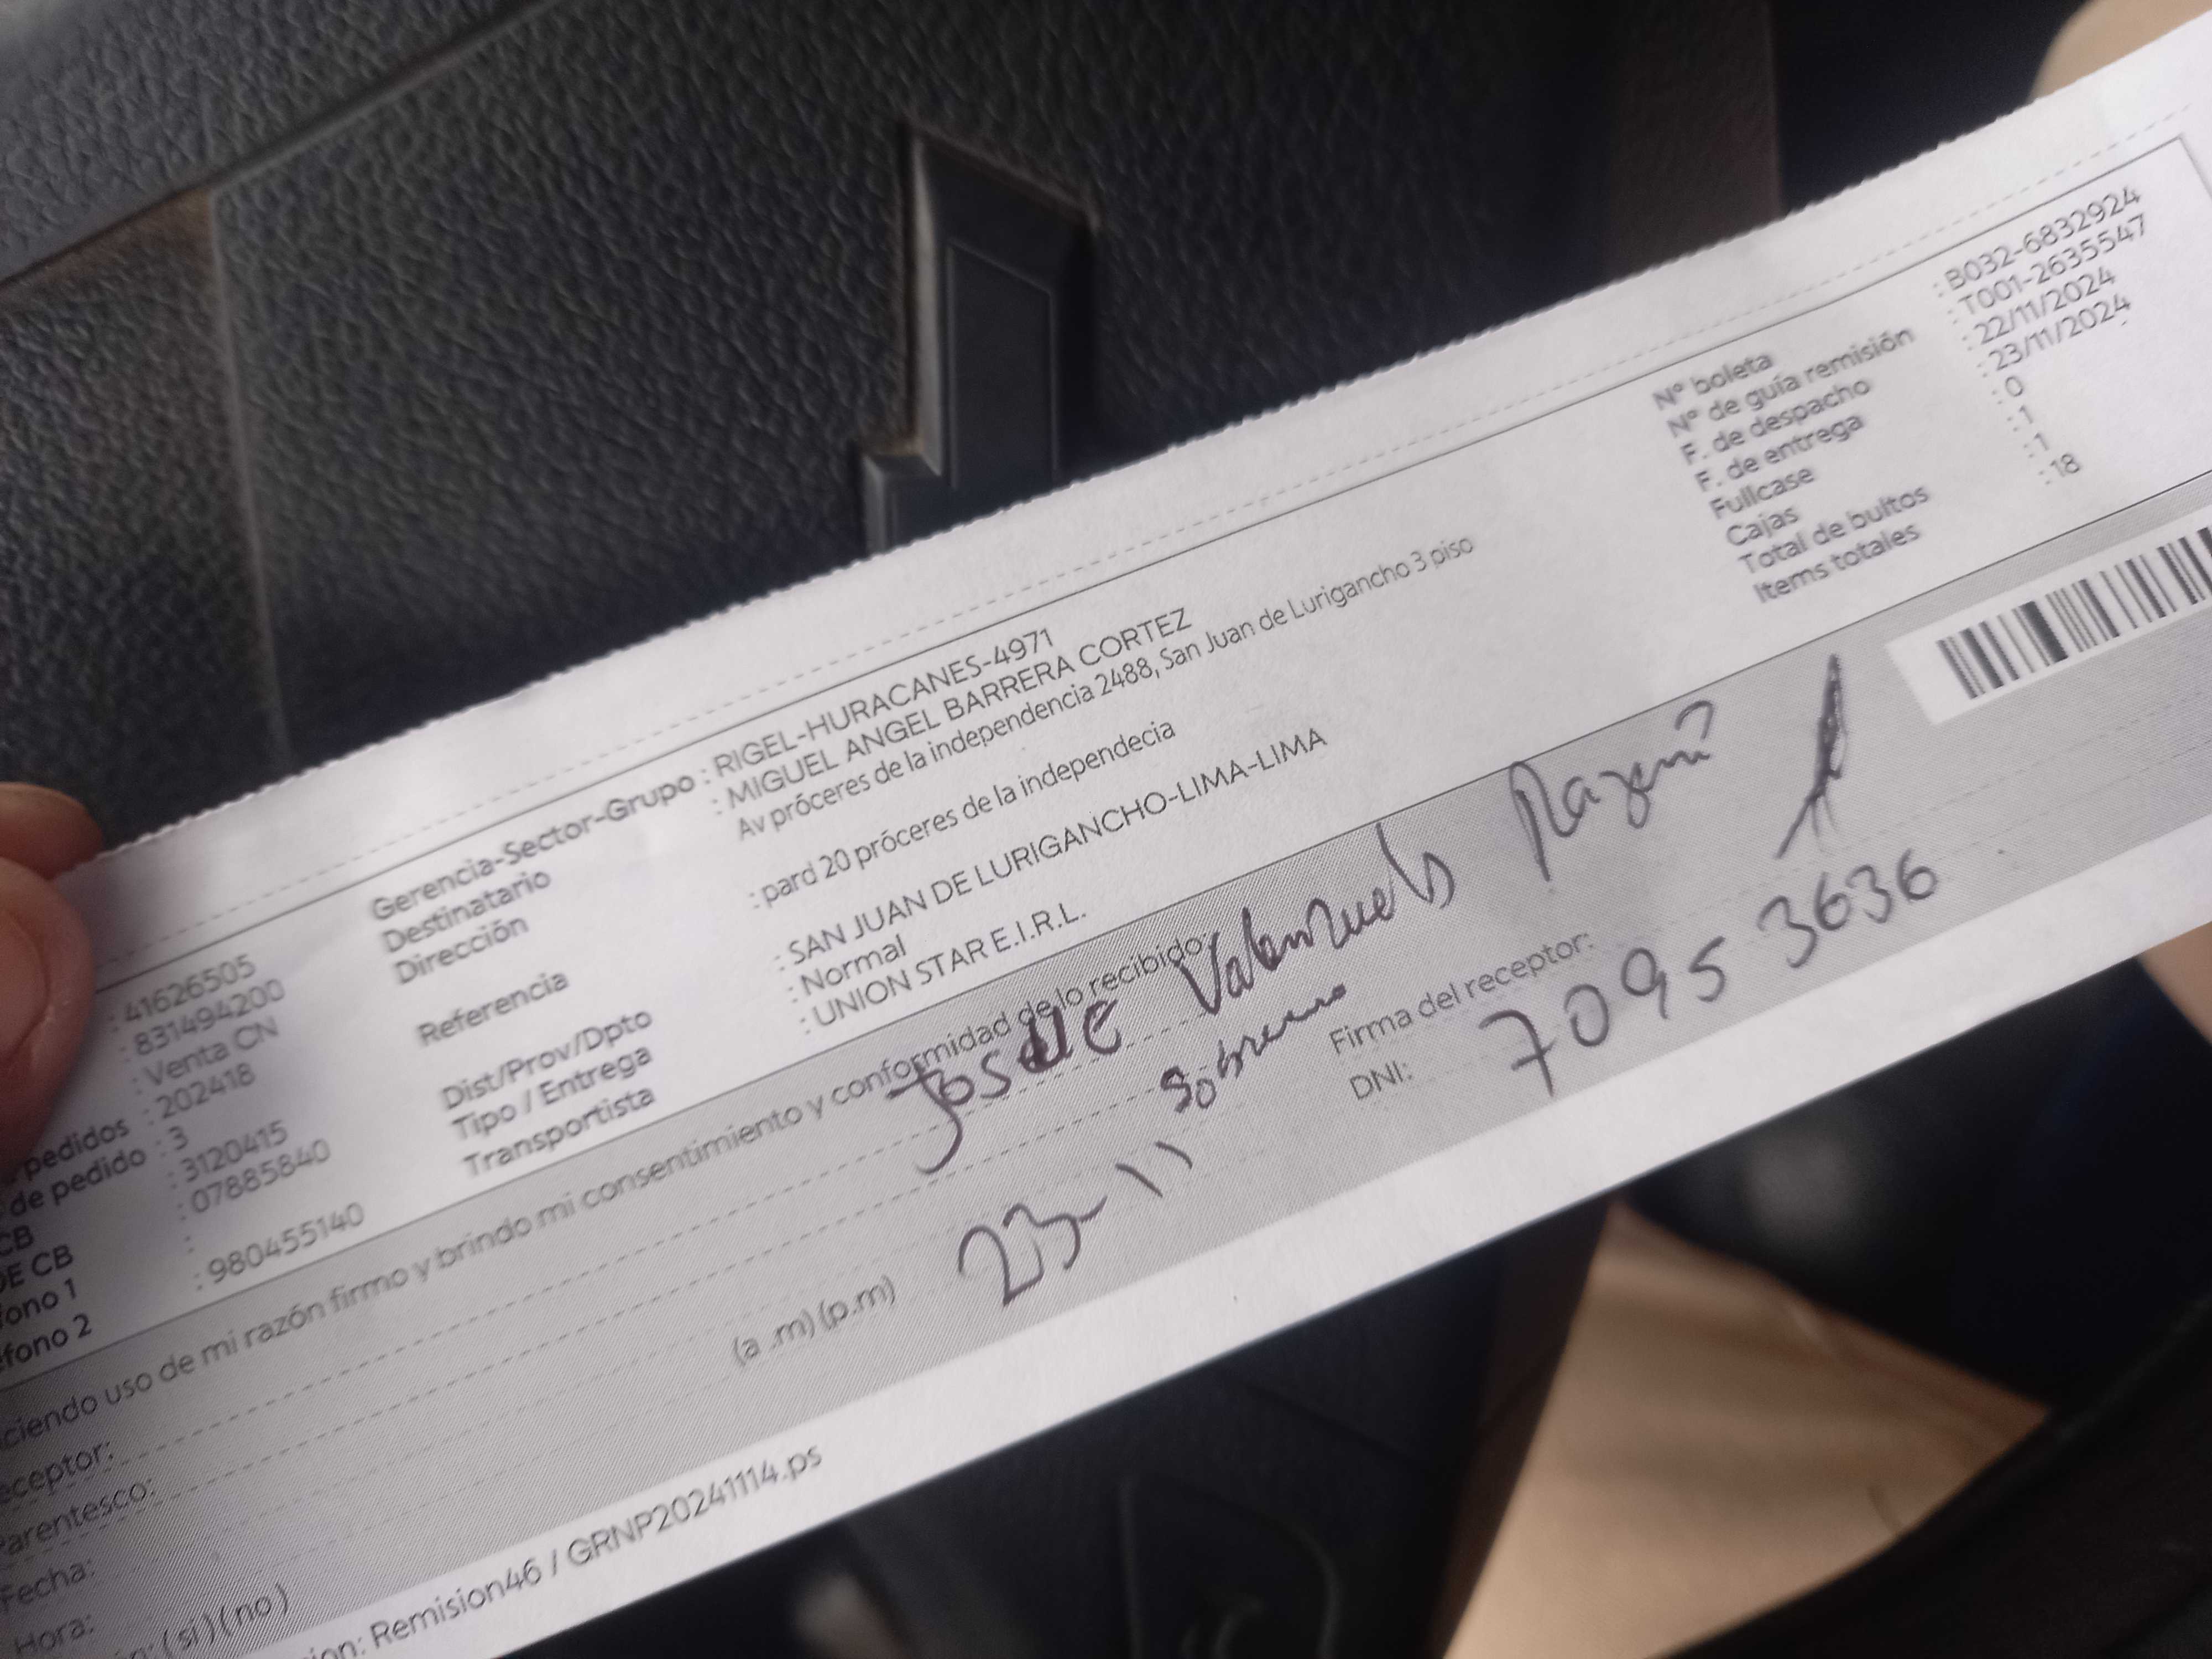 : 41626505
: 831494200
: Venta CN
pedidos : 202418
de pedido : 3
CB : 3120415
DE CB : 07885840
fono 1 :
éfono 2 : 980455140
Gerencia-Sector-Grupo : RIGEL-HURACANES-4971
Destinatario : MIGUEL ANGEL BARRERA CORTEZ
Dirección Av próceres de la independencia 2488, San Juan de Lurigancho 3 piso
Referencia : pard 20 próceres de la independecia
Dist/Prov/Dpto : SAN JUAN DE LURIGANCHO-LIMA-LIMA
Tipo / Entrega : Normal
Transportista : UNION STAR E.I.R.L.
N° boleta : B032-6832924
N° de guía remisión : T001-2635547
F. de despacho : 22/11/2024
F. de entrega : 23/11/2024
Fullcase : 0
Cajas : 1
Total de bultos : 1
Items totales : 18
ciendo uso de mi razón firmo y brindo mi consentimiento y conformidad de lo recibido:
eceptor: Josue Valenzuela
Parentesco: Sobrino
Fecha: 23-11
Hora: (a .m) (p.m)
(si) (no)
Firma del receptor:
DNI: 70953636
ion: Remision46 / GRNP20241114.ps